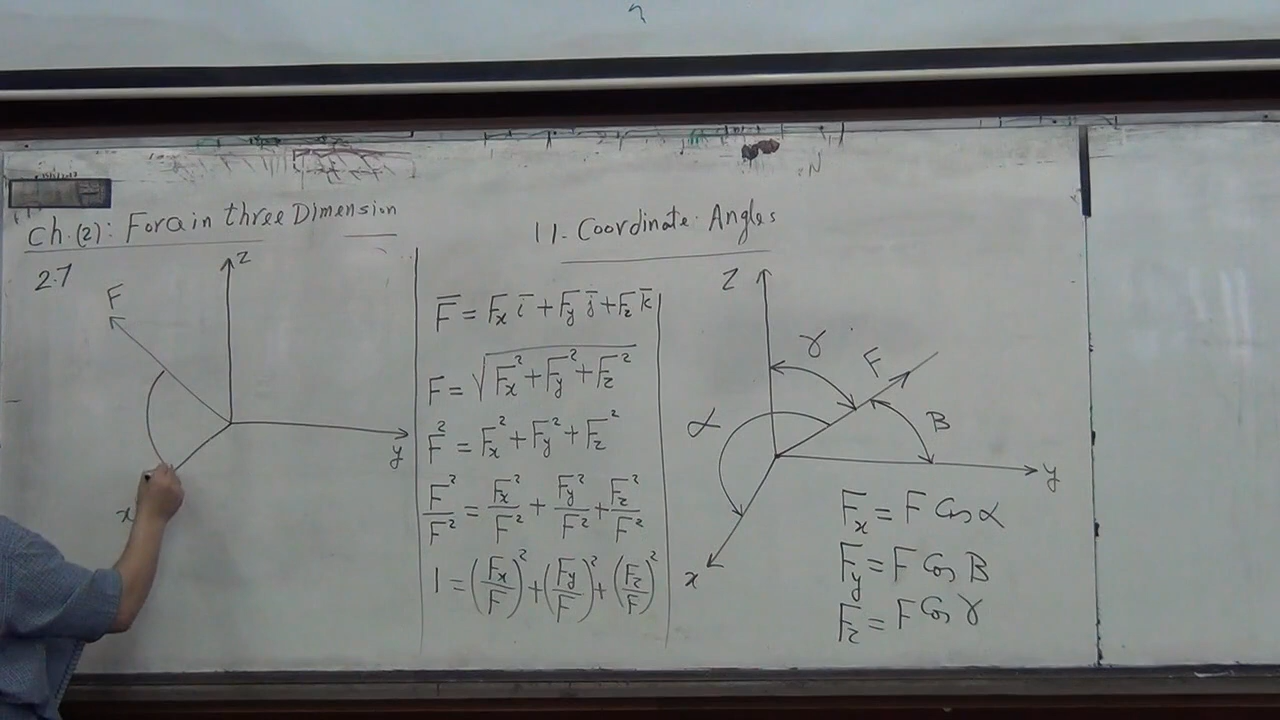 Ch.(2): Force in three Dimension
2.7
F
z
y
x
F̅ = Fx i̅ + Fy j̅ + Fz k̅
F = √(Fx² + Fy² + Fz²)
F² = Fx² + Fy² + Fz²
F²/F² = Fx²/F² + Fy²/F² + Fz²/F²
1 = (Fx/F)² + (Fy/F)² + (Fz/F)²
11- Coordinate Angles
Z
γ
F
α
B
y
x
Fx = F Cos α
Fy = F Cos B
Fz = F Cos γ